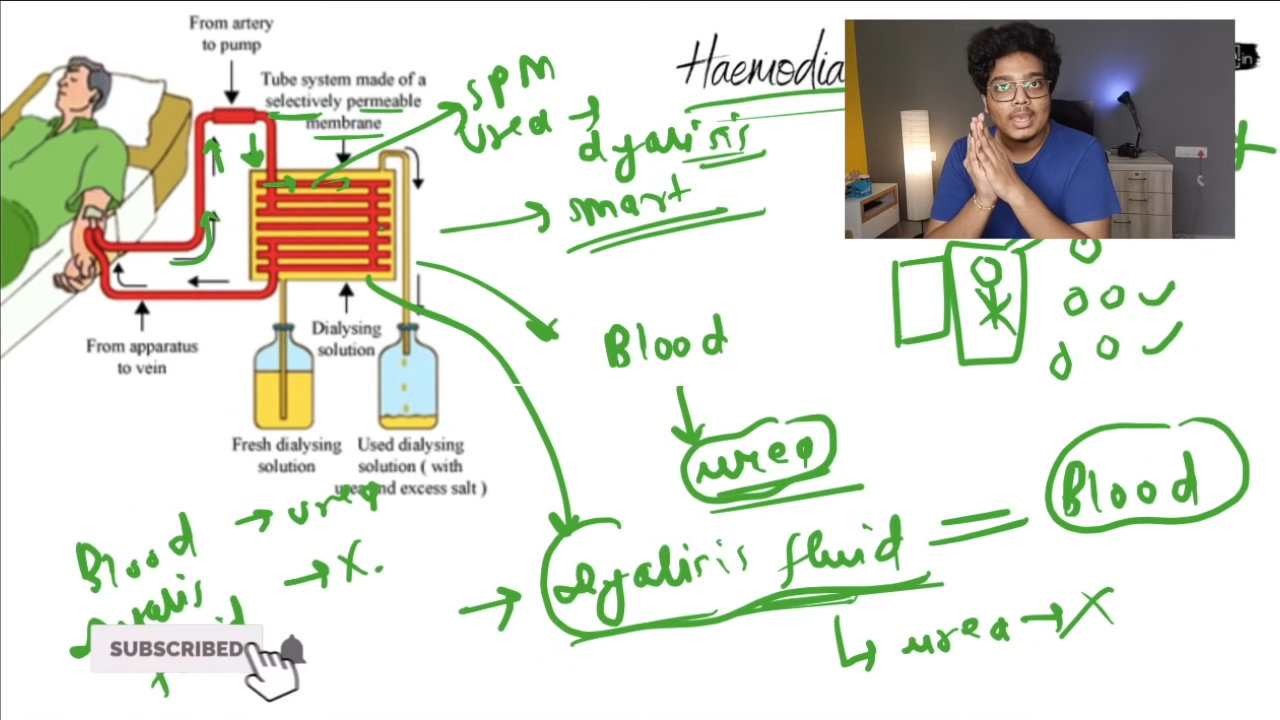 From artery
to pump
Tube system made of a
selectively permeable
membrane
SPM
urea →
dyalisis
→ smart
Haemodia
From apparatus
to vein
Dialysing
solution
Fresh dialysing
solution
Used dialysing
solution ( with
urea and excess salt )
Blood
urea
Dyalisis fluid = Blood
↳ urea → X
Blood → urea
→ X.
SUBSCRIBED